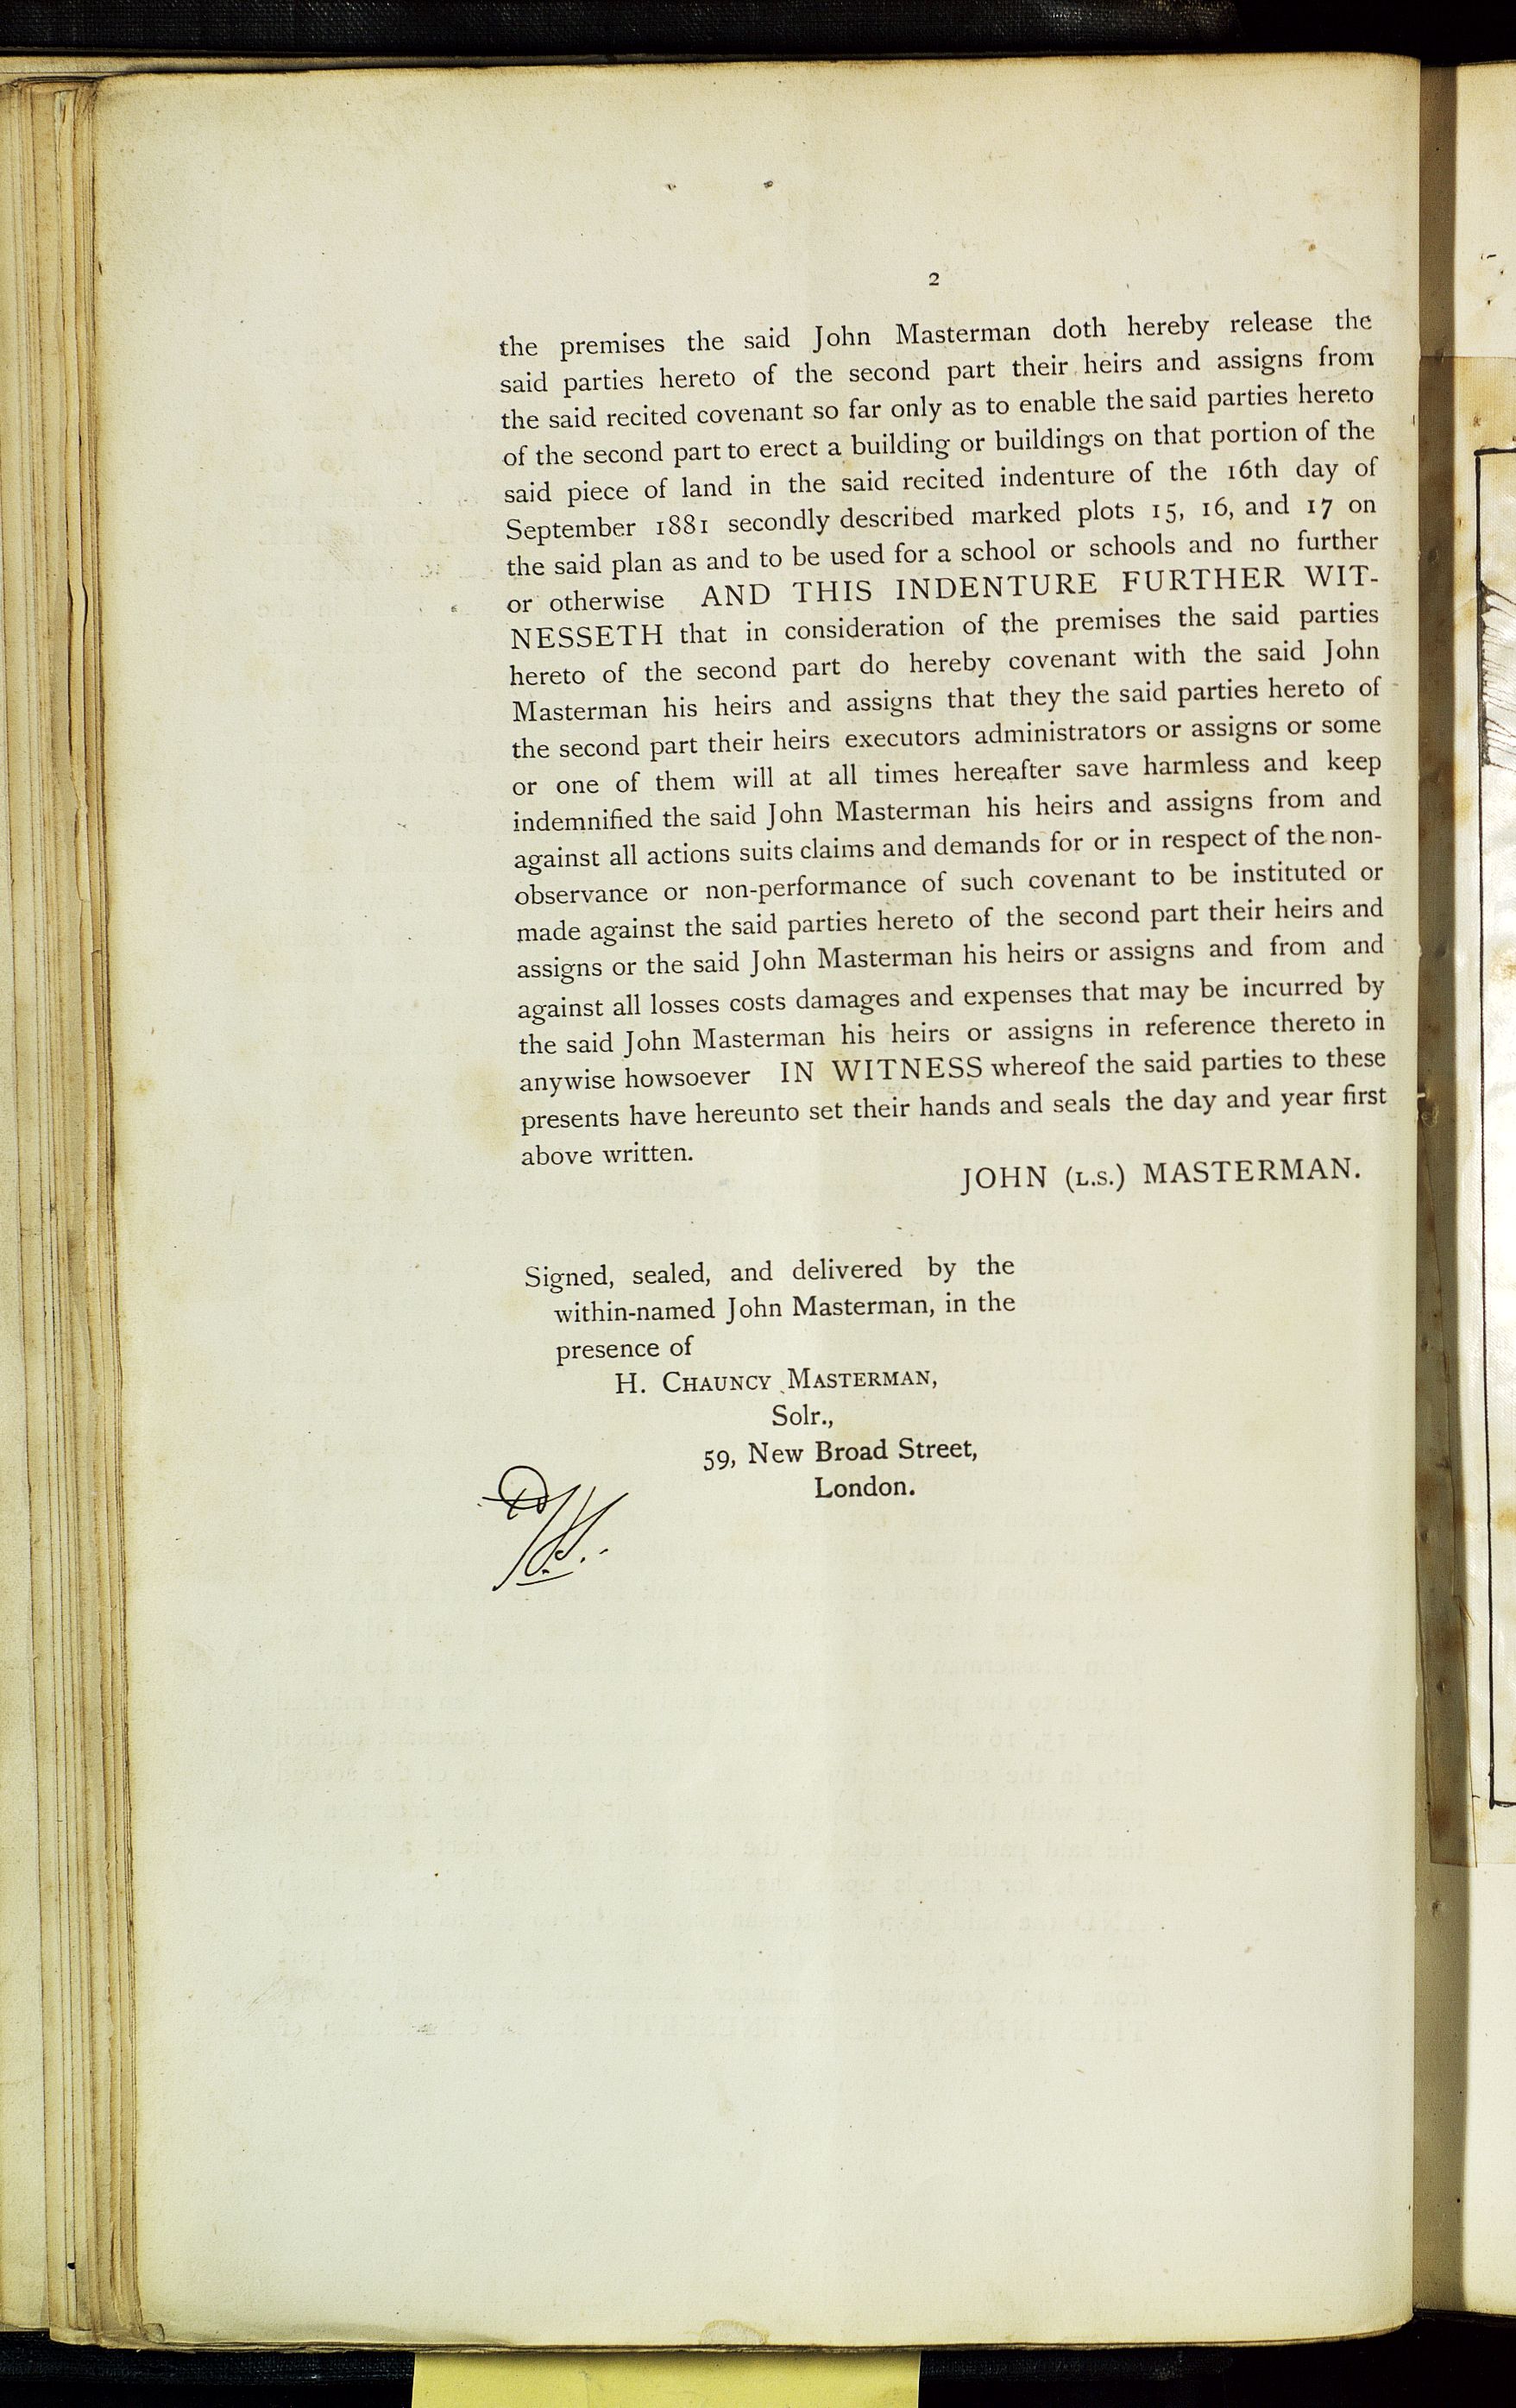 2
the premises the said John Masterman doth hereby release the
said parties hereto of the second part their heirs and assigns from
the said recited covenant so far only as to enable the said parties hereto
of the second part to erect a building or buildings on that portion of the
said piece of land in the said recited indenture of the 16th day of
September 1881 secondly described marked plots 15, 16, and 17 on
the said plan as and to be used for a school or schools and no further
or otherwise AND THIS INDENTURE FURTHER WIT-
NESSETH that in consideration of the premises the said parties
hereto of the second part do hereby covenant with the said John
Masterman his heirs and assigns that they the said parties hereto of
the second part their heirs executors administrators or assigns or some
or one of them will at all times hereafter save harmless and keep
indemnified the said John Masterman his heirs and assigns from and
against all actions suits claims and demands for or in respect of the non-
observance or non-performance of such covenant to be instituted or
made against the said parties hereto of the second part their heirs and
assigns or the said John Masterman his heirs or assigns and from and
against all losses costs damages and expenses that may be incurred by
the said John Masterman his heirs or assigns in reference thereto in
anywise howsoever IN WITNESS whereof the said parties to these
presents have hereunto set their hands and seals the day and year first
above written.
JOHN (L.S.) MASTERMAN.
Signed, sealed, and delivered by the
within-named John Masterman, in the
presence of
H. CHAUNCY MASTERMAN,
Solr.,
59, New Broad Street,
London.